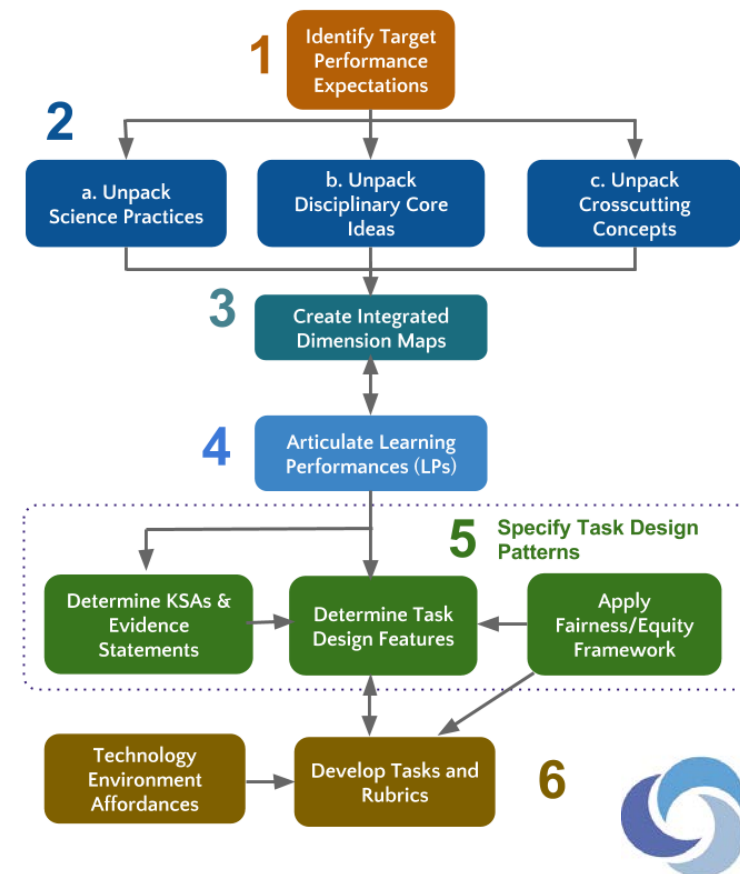 1
Identify Target
Performance
Expectations
2
a. Unpack
Science Practices
b. Unpack
Disciplinary Core
Ideas
c. Unpack
Crosscutting
Concepts
3
Create Integrated
Dimension Maps
4
Articulate Learning
Performances (LPs)
5
Specify Task Design
Patterns
Determine KSAs &
Evidence
Statements
Determine Task
Design Features
Apply
Fairness/Equity
Framework
Technology
Environment
Affordances
Develop Tasks and
Rubrics
6